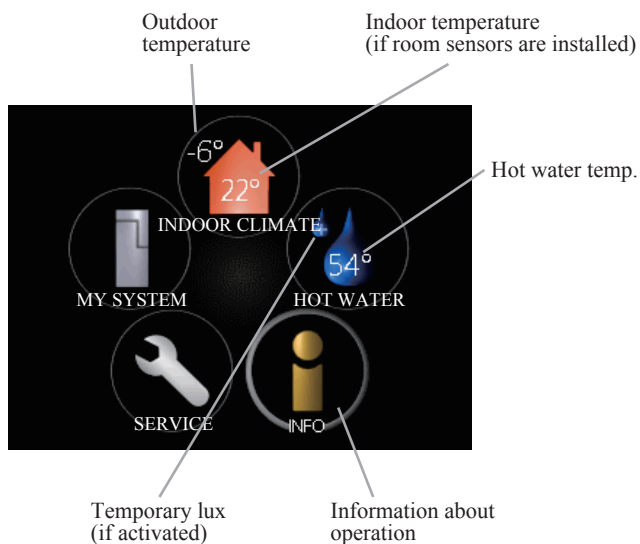 Outdoor
temperature
Indoor temperature
(if room sensors are installed)
-6°
22°
INDOOR CLIMATE
Hot water temp.
54°
MY SYSTEM
HOT WATER
SERVICE
INFO
Temporary lux
(if activated)
Information about
operation